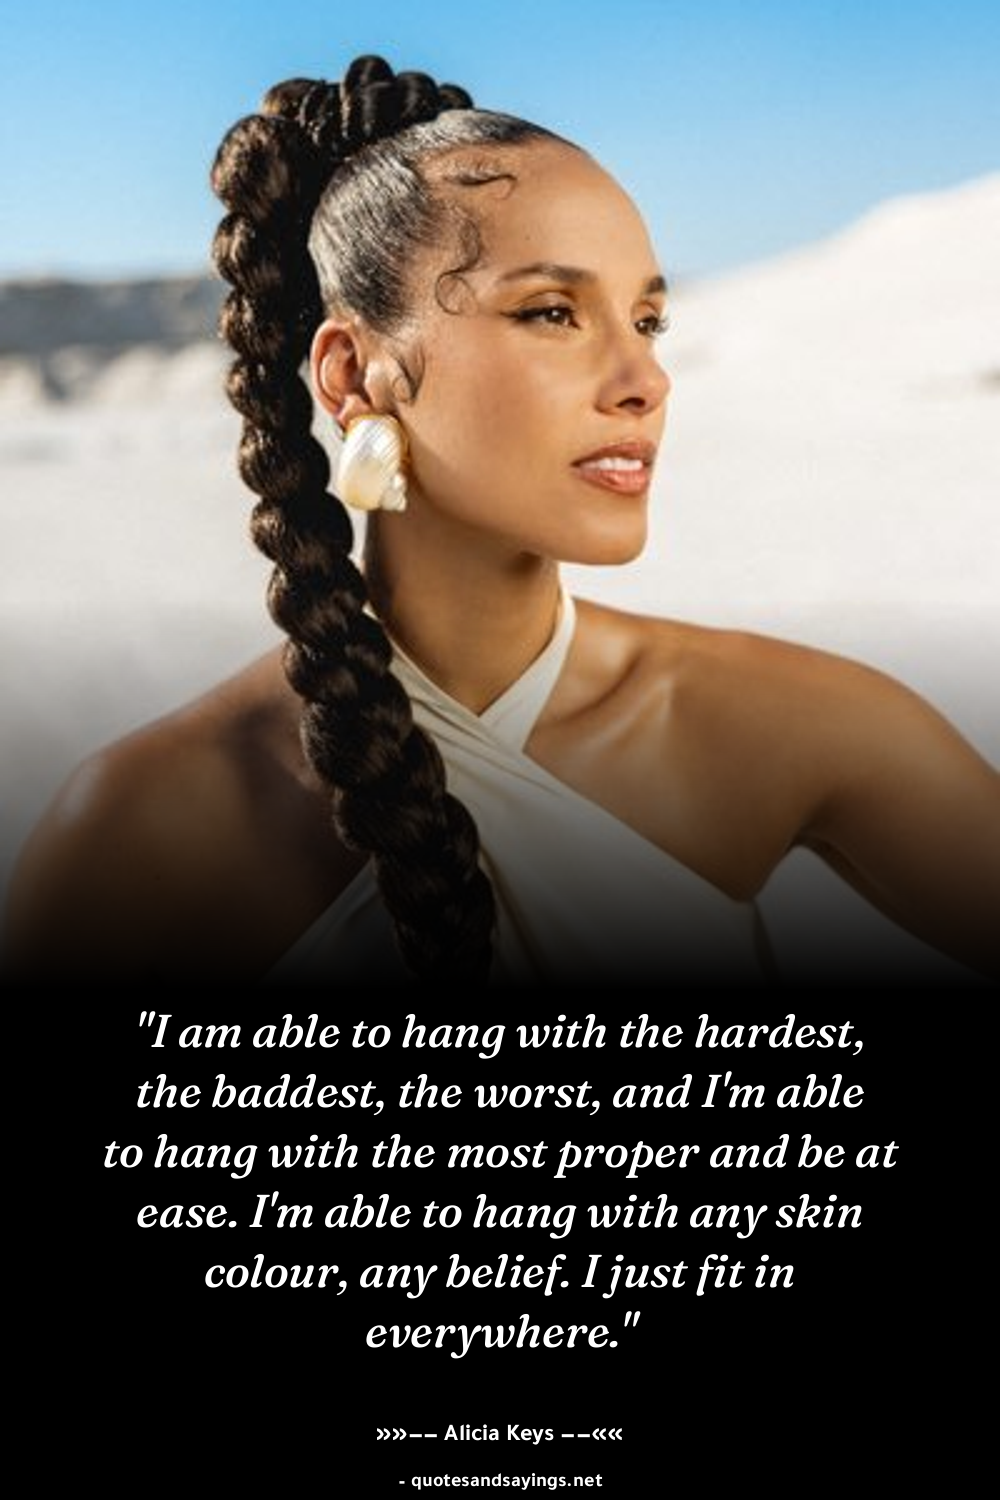 "I am able to hang with the hardest,
the baddest, the worst, and I'm able
to hang with the most proper and be at
ease. I'm able to hang with any skin
colour, any belief. I just fit in
everywhere."
»»–– Alicia Keys ––««
- quotesandsayings.net